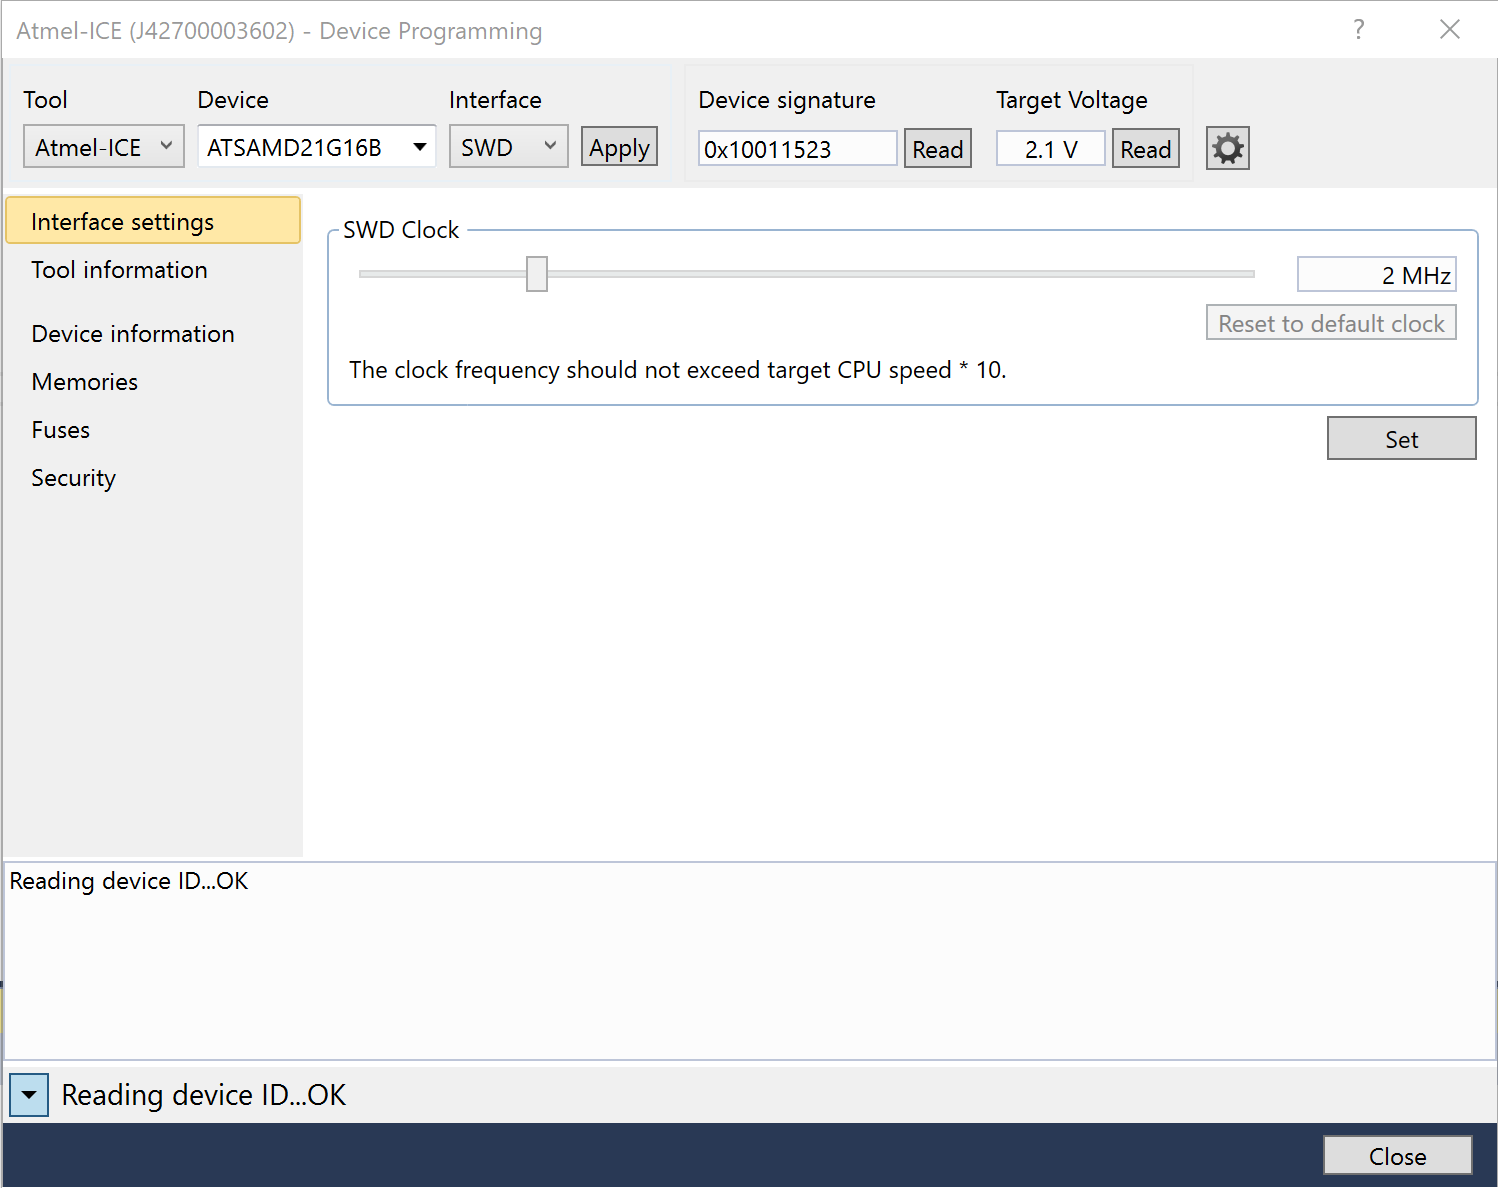 Atmel-ICE (J42700003602) - Device Programming
?
Tool Device Interface Device signature Target Voltage
Atmel-ICE ATSAMD21G16B SWD Apply 0x10011523 Read 2.1 V Read
Interface settings
Tool information
Device information
Memories
Fuses
Security
SWD Clock
2 MHz
Reset to default clock
The clock frequency should not exceed target CPU speed * 10.
Set
Reading device ID...OK
Reading device ID...OK
Close